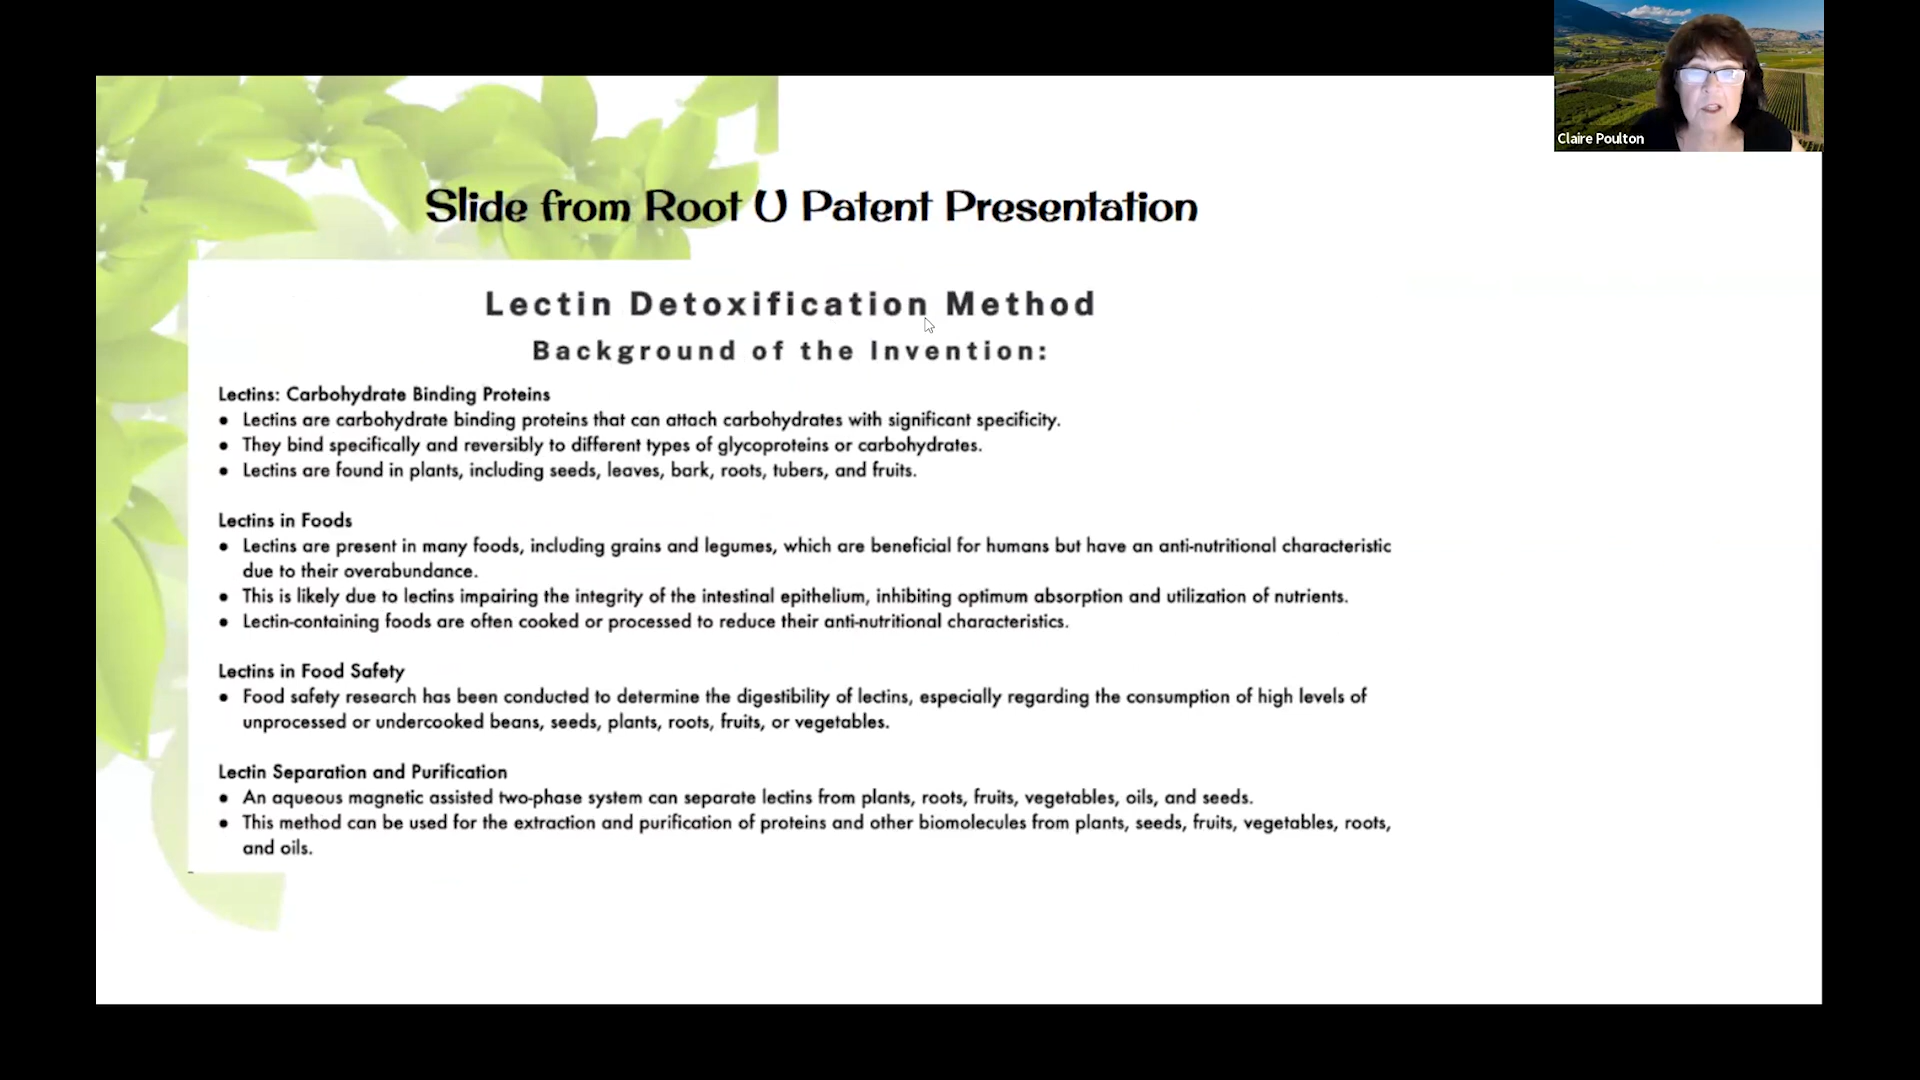 Claire Poulton
Slide from Root U Patent Presentation
Lectin Detoxification Method
Background of the Invention:
Lectins: Carbohydrate Binding Proteins
● Lectins are carbohydrate binding proteins that can attach carbohydrates with significant specificity.
● They bind specifically and reversibly to different types of glycoproteins or carbohydrates.
● Lectins are found in plants, including seeds, leaves, bark, roots, tubers, and fruits.
Lectins in Foods
● Lectins are present in many foods, including grains and legumes, which are beneficial for humans but have an anti-nutritional characteristic
due to their overabundance.
● This is likely due to lectins impairing the integrity of the intestinal epithelium, inhibiting optimum absorption and utilization of nutrients.
● Lectin-containing foods are often cooked or processed to reduce their anti-nutritional characteristics.
Lectins in Food Safety
● Food safety research has been conducted to determine the digestibility of lectins, especially regarding the consumption of high levels of
unprocessed or undercooked beans, seeds, plants, roots, fruits, or vegetables.
Lectin Separation and Purification
● An aqueous magnetic assisted two-phase system can separate lectins from plants, roots, fruits, vegetables, oils, and seeds.
● This method can be used for the extraction and purification of proteins and other biomolecules from plants, seeds, fruits, vegetables, roots,
and oils.